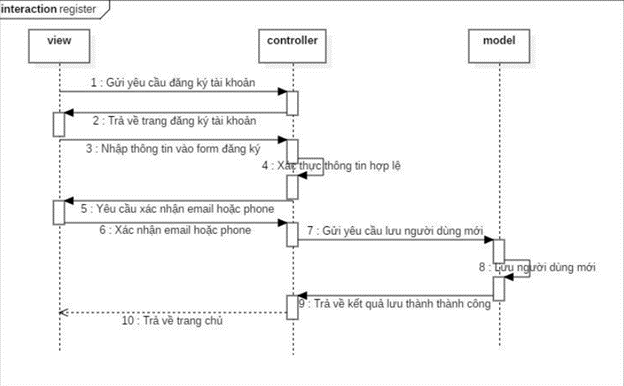 interaction register
view
controller
model
1 : Gửi yêu cầu đăng ký tài khoản
2 : Trả về trang đăng ký tài khoản
3 : Nhập thông tin vào form đăng ký
4 : Xác thực thông tin hợp lệ
5 : Yêu cầu xác nhận email hoặc phone
6 : Xác nhận email hoặc phone
7 : Gửi yêu cầu lưu người dùng mới
8 : Lưu người dùng mới
9 : Trả về kết quả lưu thành thành công
10 : Trả về trang chủ